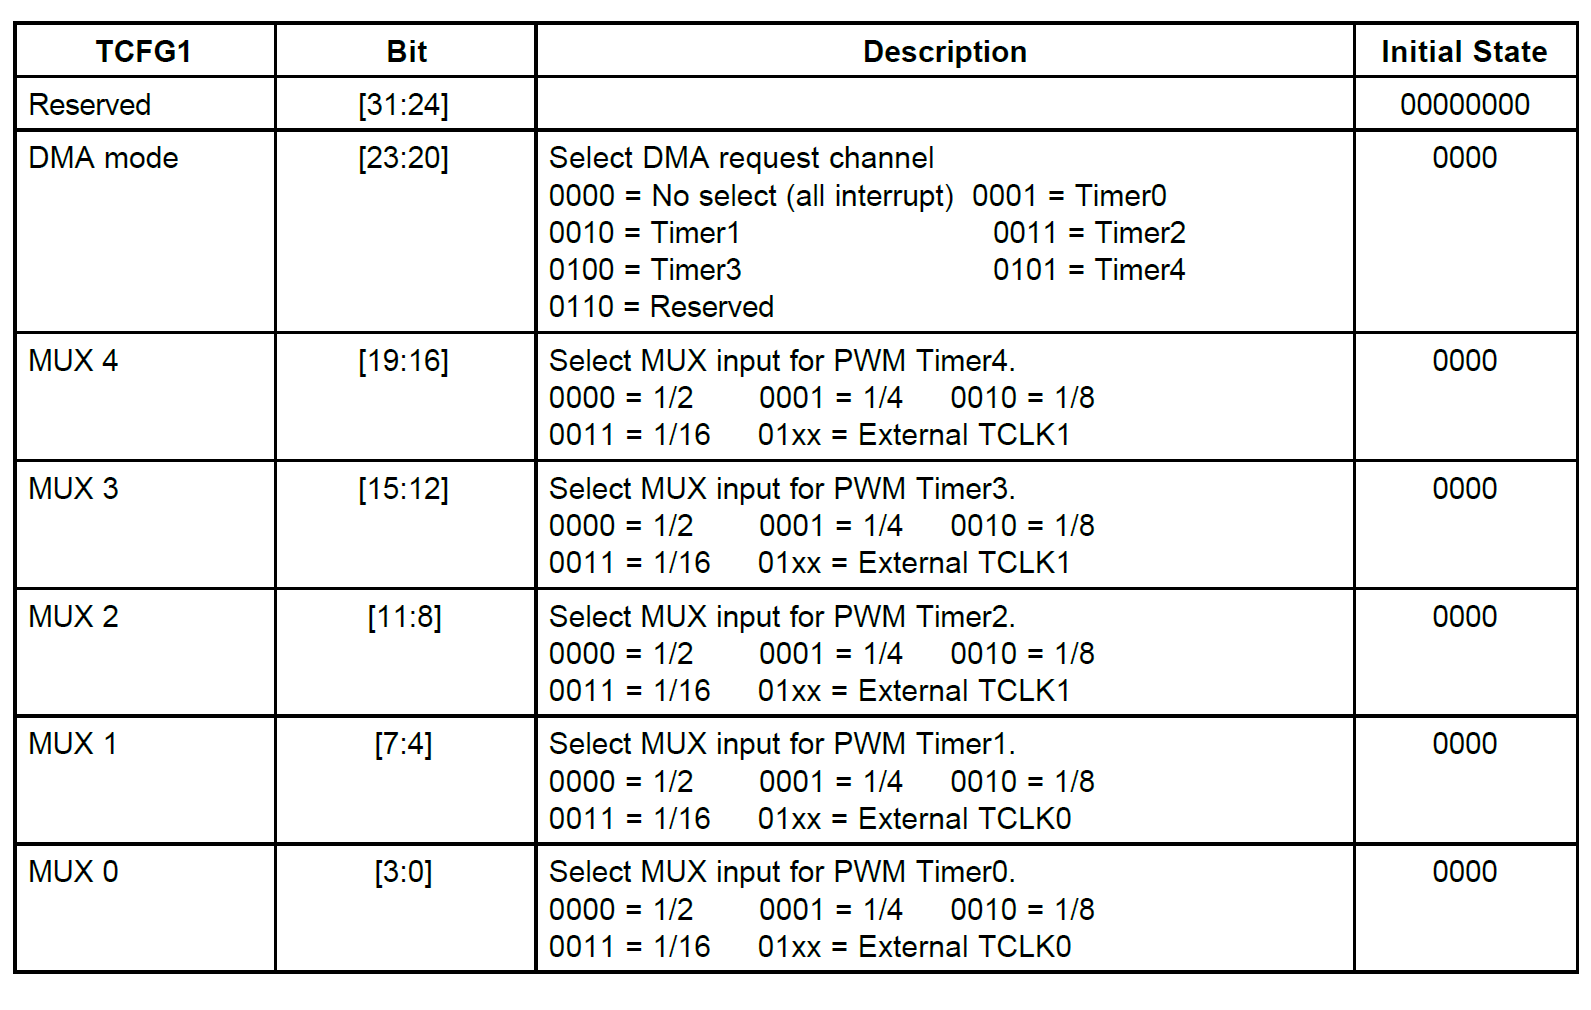 TCFG1 Bit Description Initial State
Reserved [31:24] 00000000
DMA mode [23:20] Select DMA request channel 0000
0000 = No select (all interrupt) 0001 = Timer0
0010 = Timer1 0011 = Timer2
0100 = Timer3 0101 = Timer4
0110 = Reserved
MUX 4 [19:16] Select MUX input for PWM Timer4. 0000
0000 = 1/2 0001 = 1/4 0010 = 1/8
0011 = 1/16 01xx = External TCLK1
MUX 3 [15:12] Select MUX input for PWM Timer3. 0000
0000 = 1/2 0001 = 1/4 0010 = 1/8
0011 = 1/16 01xx = External TCLK1
MUX 2 [11:8] Select MUX input for PWM Timer2. 0000
0000 = 1/2 0001 = 1/4 0010 = 1/8
0011 = 1/16 01xx = External TCLK1
MUX 1 [7:4] Select MUX input for PWM Timer1. 0000
0000 = 1/2 0001 = 1/4 0010 = 1/8
0011 = 1/16 01xx = External TCLK0
MUX 0 [3:0] Select MUX input for PWM Timer0. 0000
0000 = 1/2 0001 = 1/4 0010 = 1/8
0011 = 1/16 01xx = External TCLK0